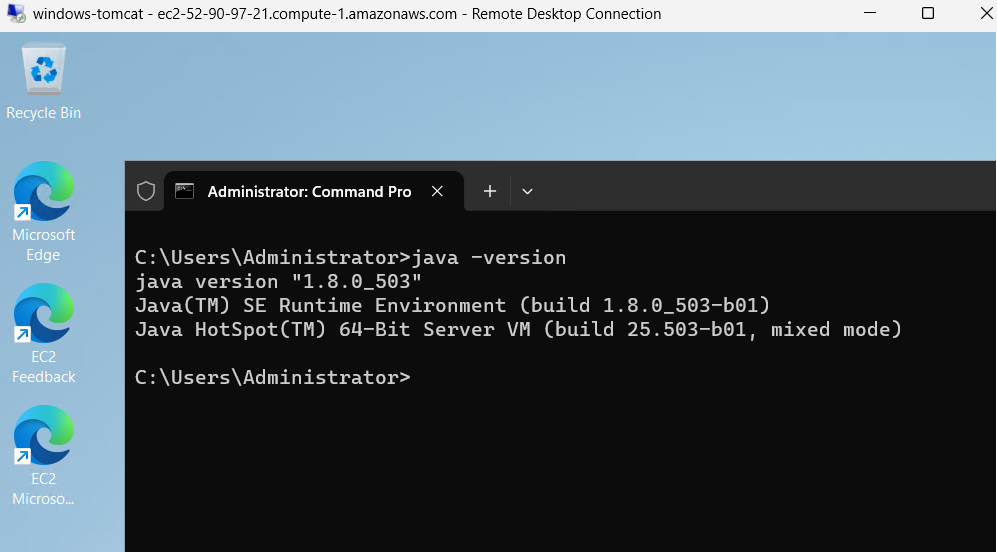 windows-tomcat - ec2-52-90-97-21.compute-1.amazonaws.com - Remote Desktop Connection
Recycle Bin
Microsoft
Edge
EC2
Feedback
EC2
Microso...
Administrator: Command Pro
C:\Users\Administrator>java -version
java version "1.8.0_503"
Java(TM) SE Runtime Environment (build 1.8.0_503-b01)
Java HotSpot(TM) 64-Bit Server VM (build 25.503-b01, mixed mode)
C:\Users\Administrator>